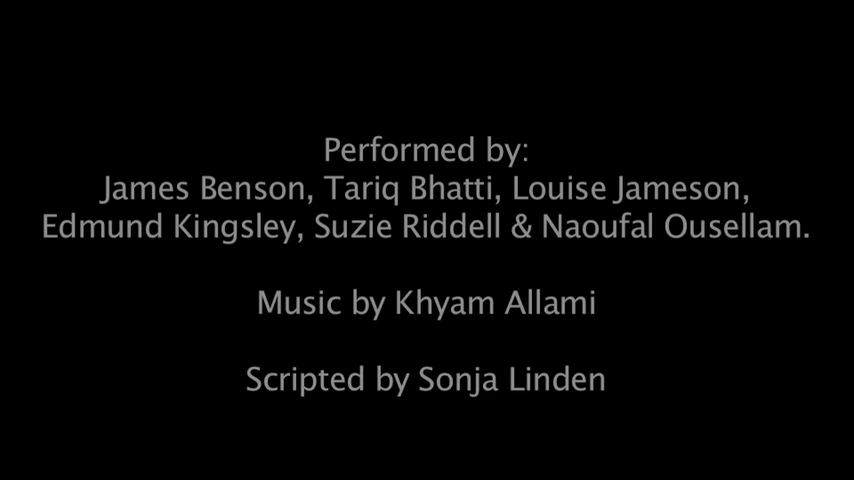 Performed by:
James Benson, Tariq Bhatti, Louise Jameson,
Edmund Kingsley, Suzie Riddell & Naoufal Ousellam.
Music by Khyam Allami
Scripted by Sonja Linden